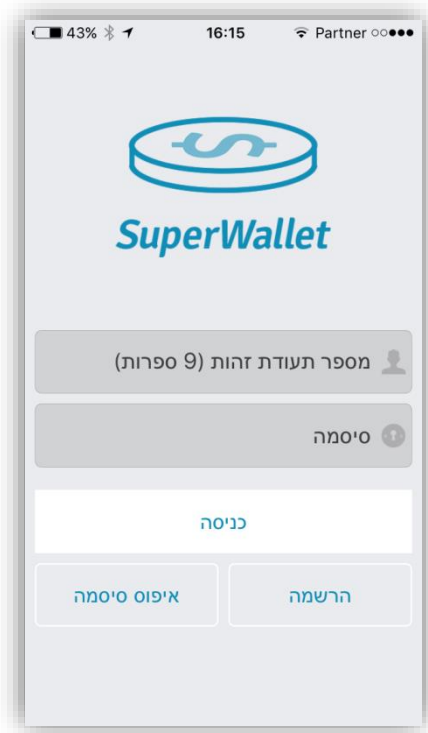 43% 16:15 Partner
SuperWallet
מספר תעודת זהות (9 ספרות)
סיסמה
כניסה
הרשמה
איפוס סיסמה